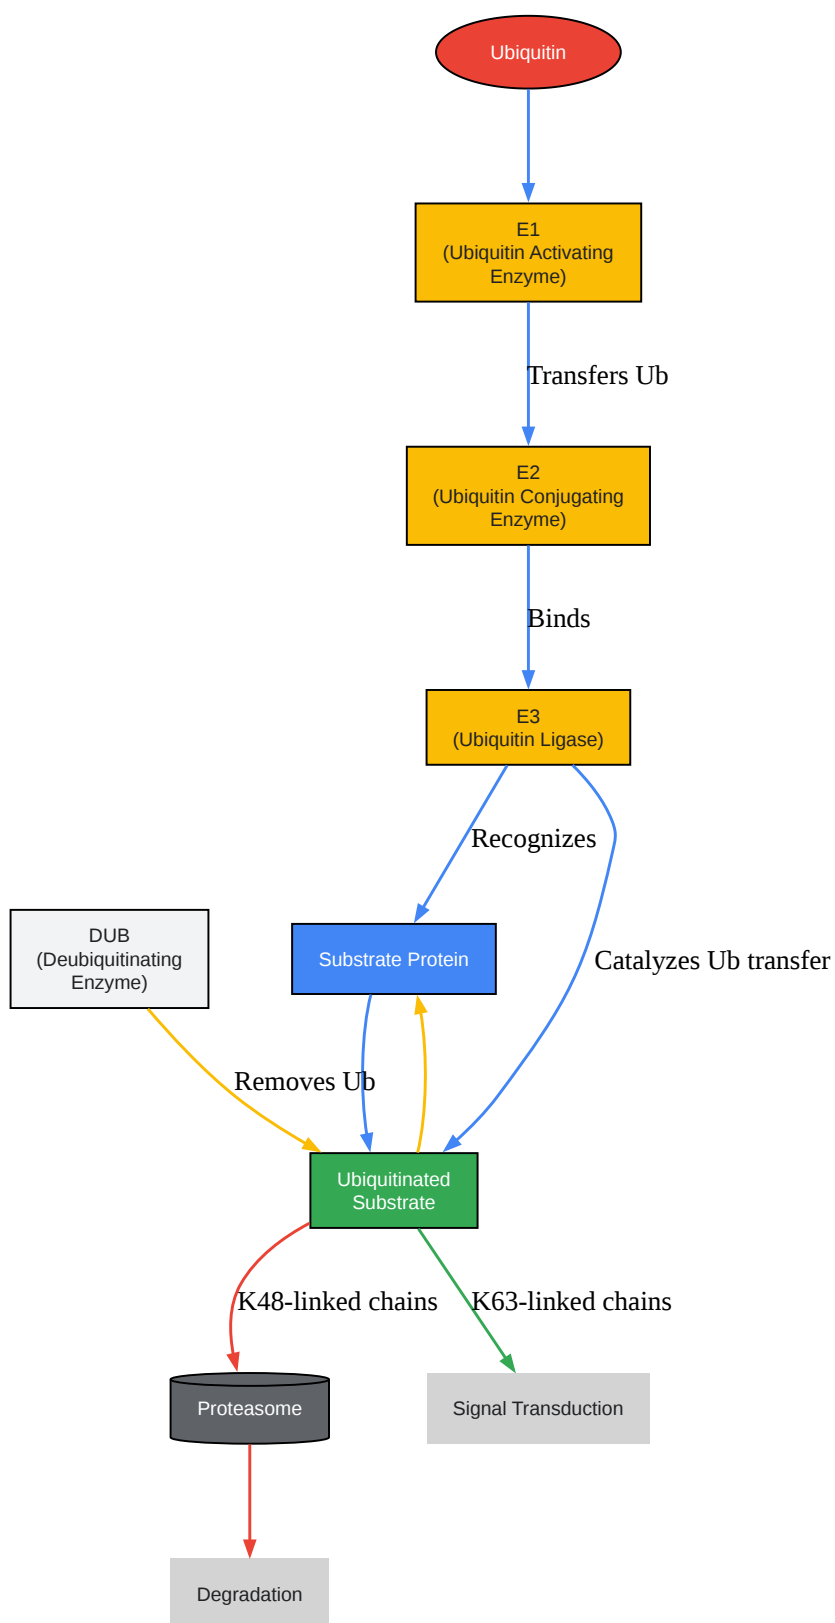 Ubiquitin
E1
(Ubiquitin Activating
Enzyme)
Transfers Ub
E2
(Ubiquitin Conjugating
Enzyme)
Binds
E3
(Ubiquitin Ligase)
Recognizes
DUB
(Deubiquitinating
Enzyme)
Substrate Protein
Catalyzes Ub transfer
Removes Ub
Ubiquitinated
Substrate
K48-linked chains
K63-linked chains
Proteasome
Signal Transduction
Degradation